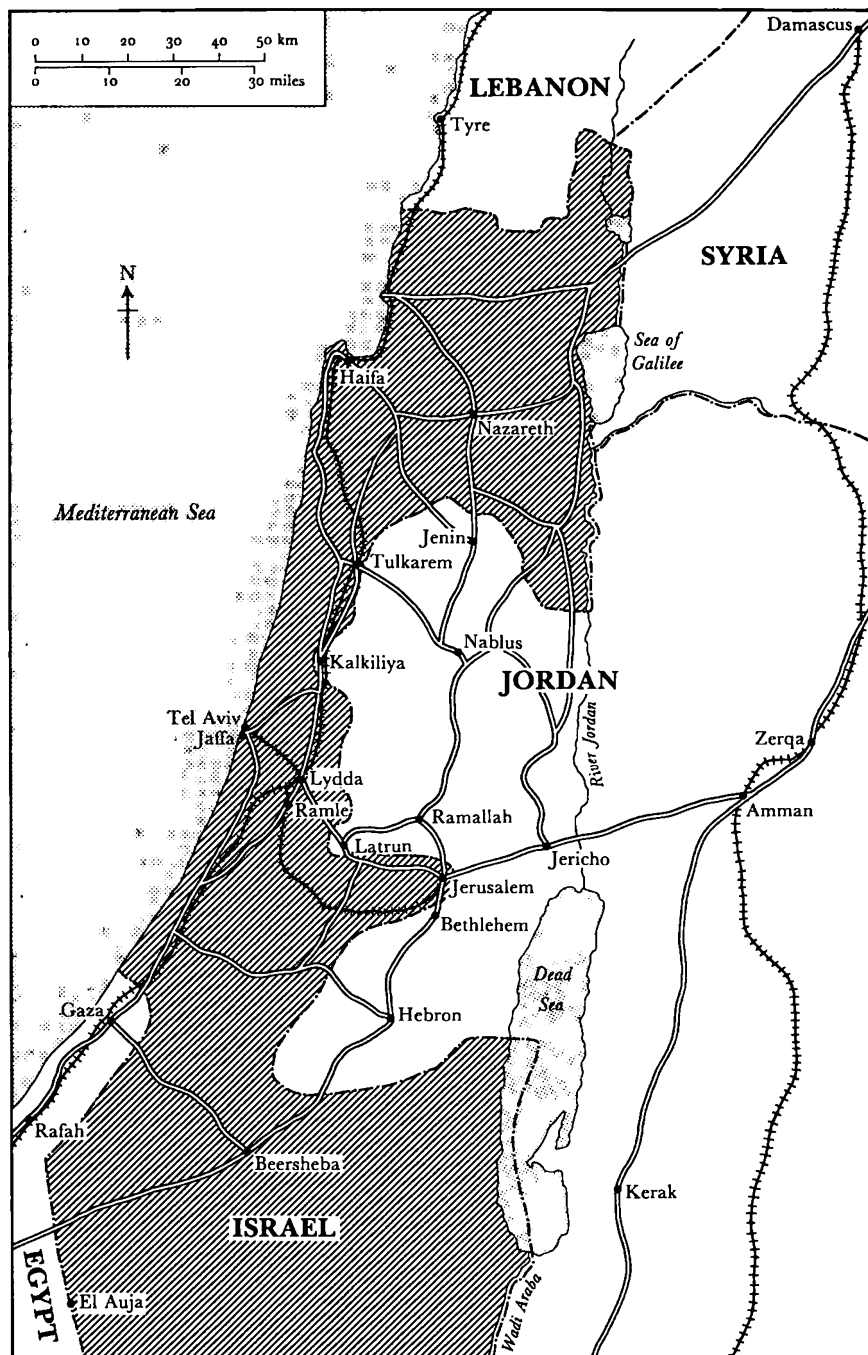 0 10 20 30 40 50 km
0 10 20 30 miles
Damascus
LEBANON
Tyre
SYRIA
N
Sea of
Galilee
Haifa
Nazareth
Mediterranean Sea
Jenin
Tulkarem
Nablus
Kalkiliya
JORDAN
Tel Aviv
Jaffa
River Jordan
Zerqa
Lydda
Ramle
Ramallah
Amman
Latrun
Jericho
Jerusalem
Bethlehem
Dead
Sea
Gaza
Hebron
Rafah
Beersheba
Kerak
ISRAEL
EGYPT
El Auja
Wadi Araba